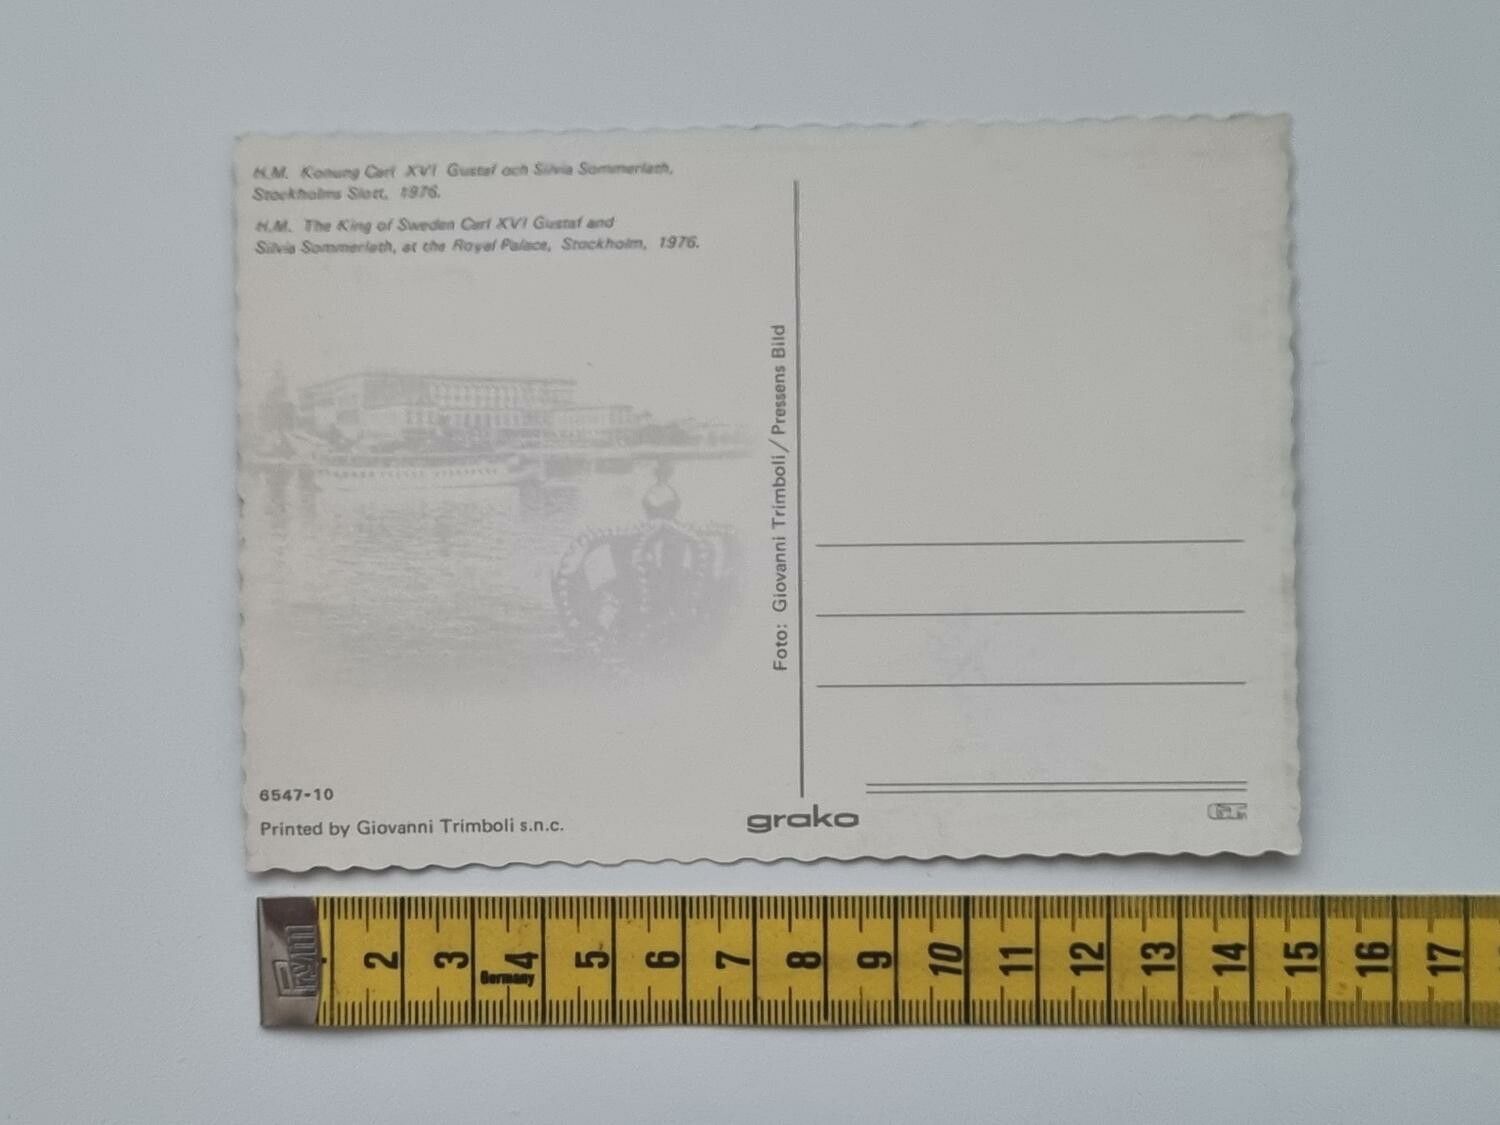 H.M. Konung Carl XVI Gustaf och Silvia Sommerlath,
Stockholms Slott, 1976.
H.M. The King of Sweden Carl XVI Gustaf and
Silvia Sommerlath, at the Royal Palace, Stockholm, 1976.
Foto: Giovanni Trimboli/Pressens Bild
6547-10
Printed by Giovanni Trimboli s.n.c.
grako
Prym
2 3 4 5 6 7 8 9 10 11 12 13 14 15 16 17
Germany